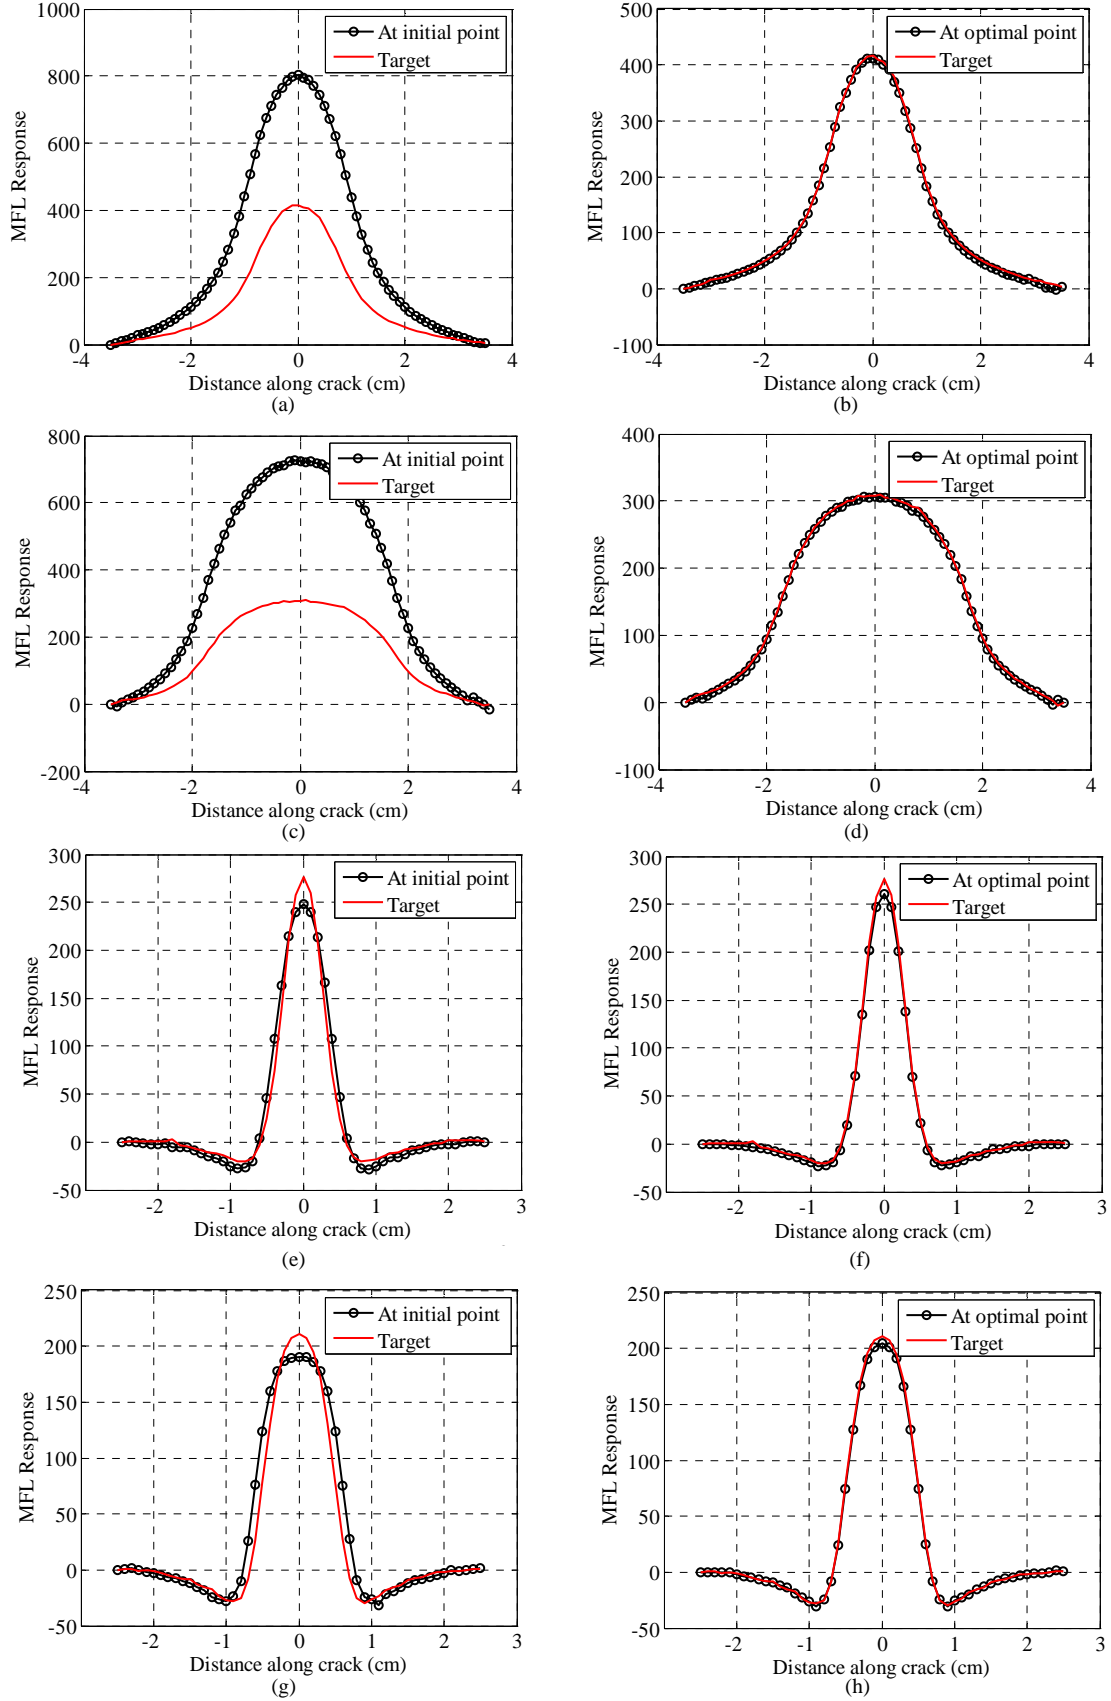 1000
800
600
400
200
0
-4
-2
0
2
4
MFL Response
Distance along crack (cm)
At initial point
Target
(a)
500
400
300
200
100
0
-100
-4
-2
0
2
4
MFL Response
Distance along crack (cm)
At optimal point
Target
(b)
800
600
400
200
0
-200
-4
-2
0
2
4
MFL Response
Distance along crack (cm)
At initial point
Target
(c)
400
300
200
100
0
-100
-4
-2
0
2
4
MFL Response
Distance along crack (cm)
At optimal point
Target
(d)
300
250
200
150
100
50
0
-50
-2
-1
0
1
2
3
MFL Response
Distance along crack (cm)
At initial point
Target
(e)
300
250
200
150
100
50
0
-50
-2
-1
0
1
2
3
MFL Response
Distance along crack (cm)
At optimal point
Target
(f)
250
200
150
100
50
0
-50
-2
-1
0
1
2
3
MFL Response
Distance along crack (cm)
At initial point
Target
(g)
250
200
150
100
50
0
-50
-2
-1
0
1
2
3
MFL Response
Distance along crack (cm)
At optimal point
Target
(h)